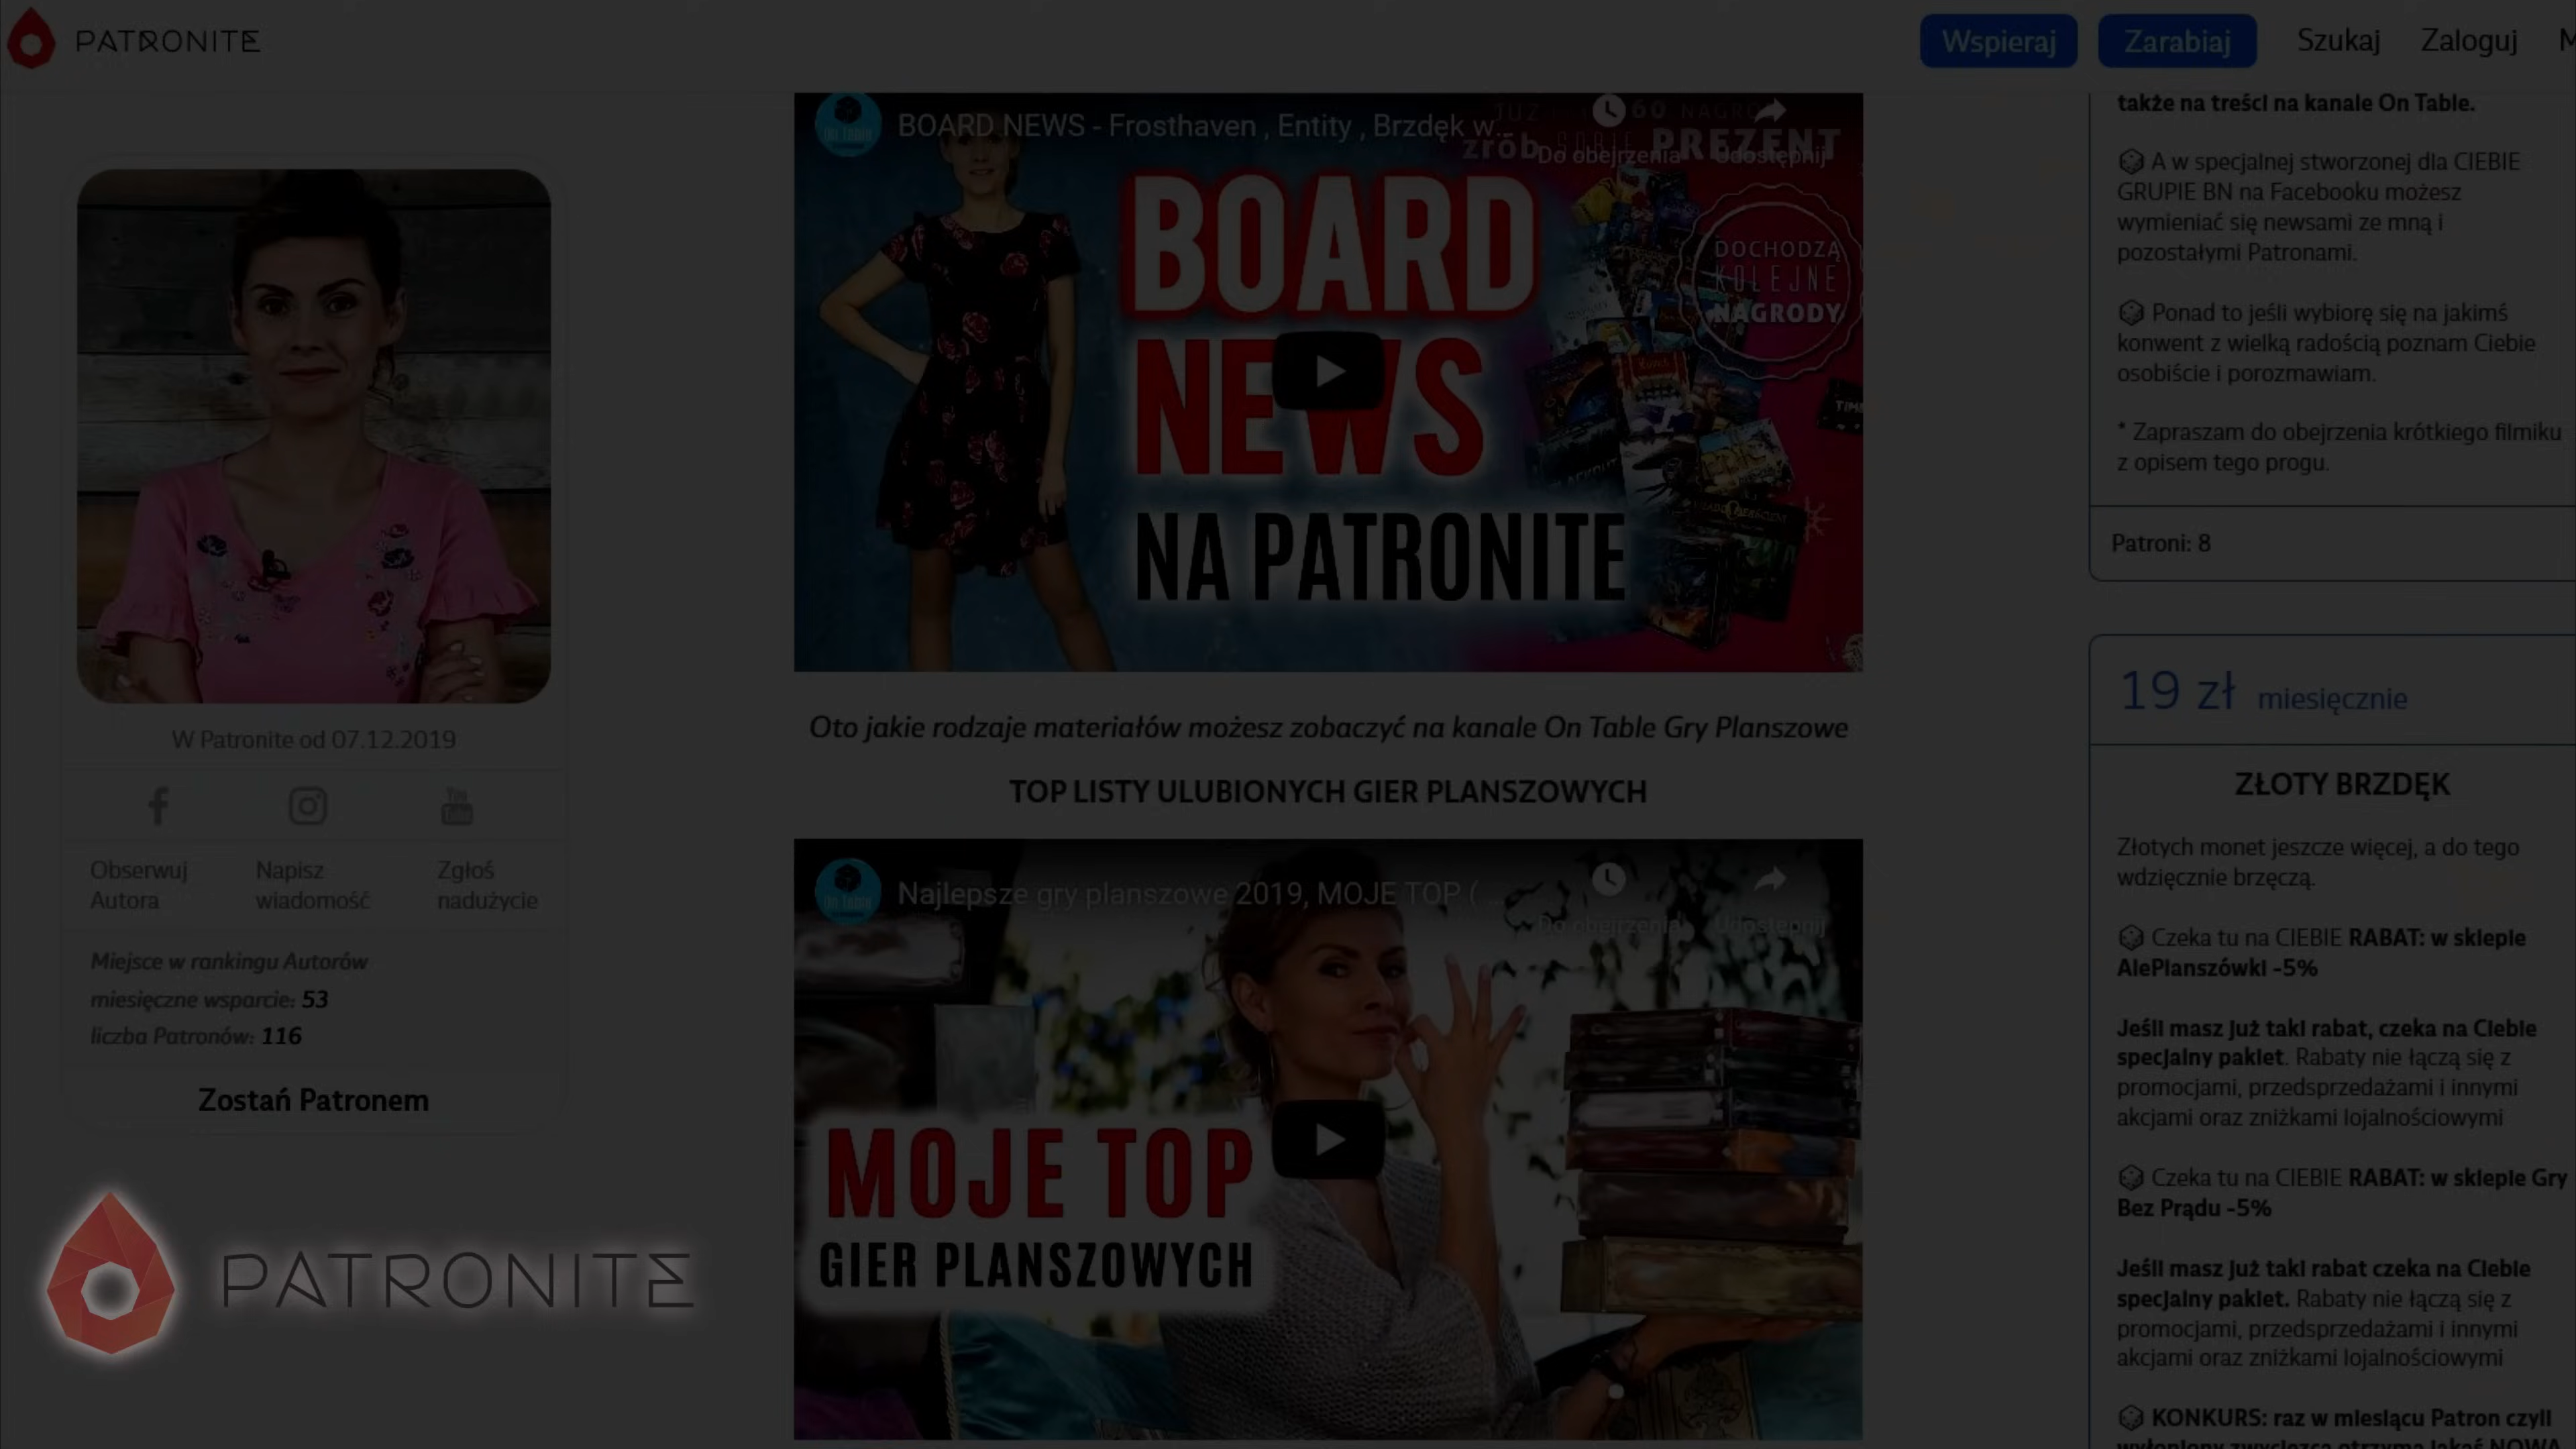 PATRONITE
Wspieraj
Zarabiaj
Szukaj
Zaloguj
W Patronite od 07.12.2019
Obserwuj
Autora
Napisz
wiadomość
Zgłoś
nadużycie
Miejsce w rankingu Autorów
miesięczne wsparcie: 53
liczba Patronów: 116
Zostań Patronem
PATRONITE
On Table
BOARD NEWS - Frosthaven , Entity , Brzdęk w...
Do obejrzenia
Udostępnij
zrób SOBIE PREZENT
BOARD
NEWS
NA PATRONITE
DOCHODZĄ
KOLEJNE
NAGRODY
Oto jakie rodzaje materiałów możesz zobaczyć na kanale On Table Gry Planszowe
TOP LISTY ULUBIONYCH GIER PLANSZOWYCH
On Table
Najlepsze gry planszowe 2019, MOJE TOP ( ...
Do obejrzenia
Udostępnij
MOJE TOP
GIER PLANSZOWYCH
także na treści na kanale On Table.
A w specjalnej stworzonej dla CIEBIE
GRUPIE BN na Facebooku możesz
wymieniać się newsami ze mną i
pozostałymi Patronami.
Ponad to jeśli wybiorę się na jakimś
konwent z wielką radością poznam Ciebie
osobiście i porozmawiam.
* Zapraszam do obejrzenia krótkiego filmiku
z opisem tego progu.
Patroni: 8
19 zł miesięcznie
ZŁOTY BRZDĘK
Złotych monet jeszcze więcej, a do tego
wdzięcznie brzęczą.
Czeka tu na CIEBIE RABAT: w sklepie
AlePlanszówki -5%
Jeśli masz już taki rabat, czeka na Ciebie
specjalny pakiet. Rabaty nie łączą się z
promocjami, przedsprzedażami i innymi
akcjami oraz zniżkami lojalnościowymi
Czeka tu na CIEBIE RABAT: w sklepie Gry
Bez Prądu -5%
Jeśli masz już taki rabat czeka na Ciebie
specjalny pakiet. Rabaty nie łączą się z
promocjami, przedsprzedażami i innymi
akcjami oraz zniżkami lojalnościowymi
KONKURS: raz w miesiącu Patron czyli